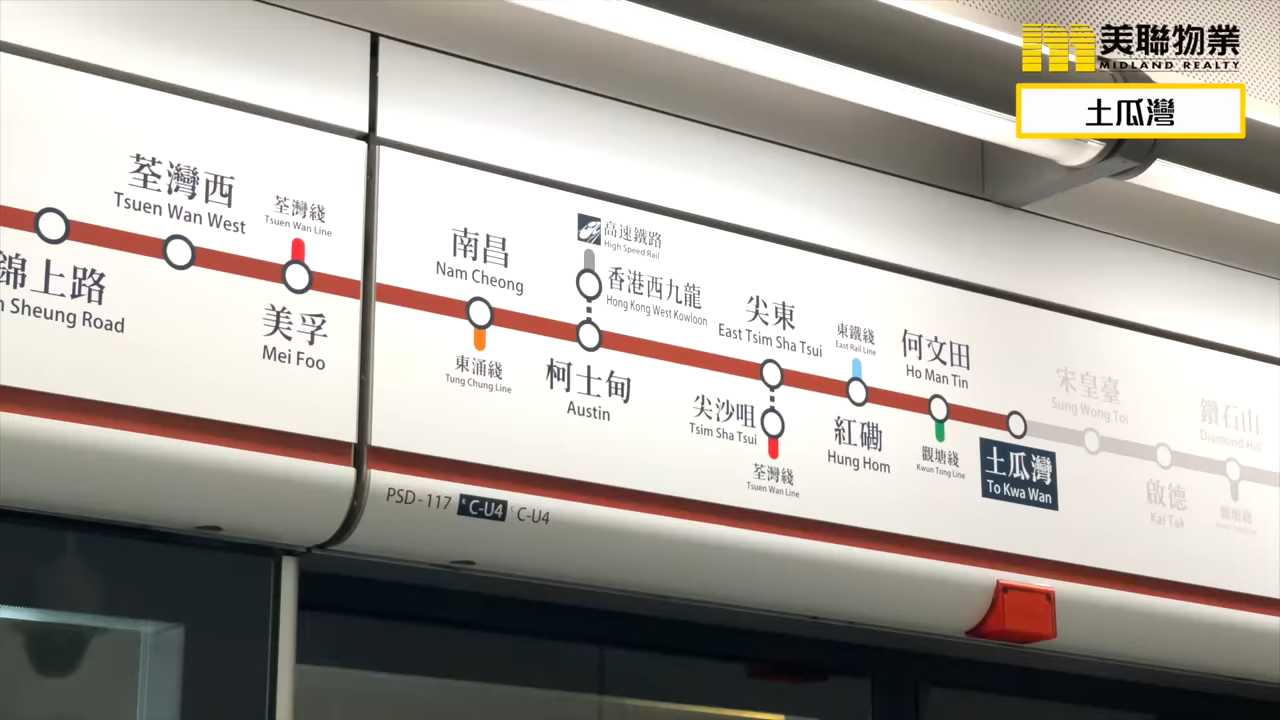 美聯物業
MIDLAND REALTY
土瓜灣
錦上路
Sheung Road
荃灣西
Tsuen Wan West
荃灣綫
Tsuen Wan Line
美孚
Mei Foo
南昌
Nam Cheong
東涌綫
Tung Chung Line
高速鐵路
High Speed Rail
香港西九龍
Hong Kong West Kowloon
柯士甸
Austin
尖東
East Tsim Sha Tsui
尖沙咀
Tsim Sha Tsui
荃灣綫
Tsuen Wan Line
東鐵綫
East Rail Line
紅磡
Hung Hom
何文田
Ho Man Tin
觀塘綫
Kwun Tong Line
土瓜灣
To Kwa Wan
宋皇臺
Sung Wong Toi
啟德
Kai Tak
鑽石山
Diamond Hill
觀塘綫
PSD-117 K C-U4 C C-U4